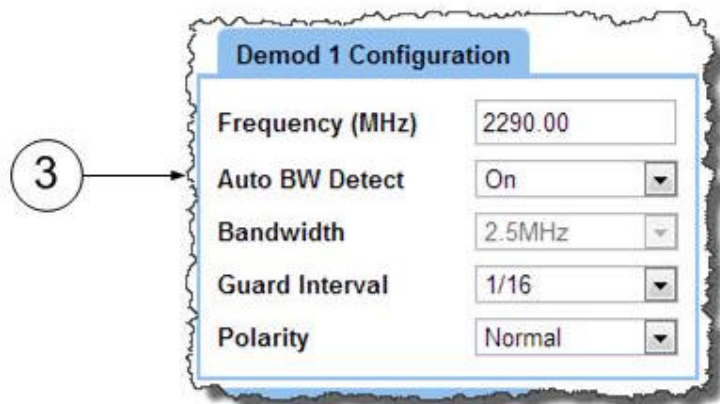 Demod 1 Configuration
Frequency (MHz) 2290.00
3
Auto BW Detect On
Bandwidth 2.5MHz
Guard Interval 1/16
Polarity Normal